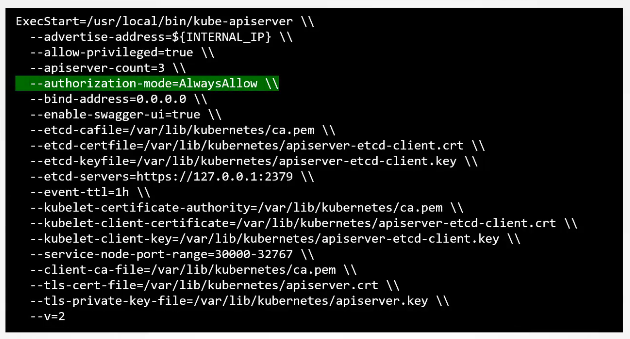 ExecStart=/usr/local/bin/kube-apiserver \\
--advertise-address=${INTERNAL_IP} \\
--allow-privileged=true \\
--apiserver-count=3 \\
--authorization-mode=AlwaysAllow \\
--bind-address=0.0.0.0 \\
--enable-swagger-ui=true \\
--etcd-cafile=/var/lib/kubernetes/ca.pem \\
--etcd-certfile=/var/lib/kubernetes/apiserver-etcd-client.crt \\
--etcd-keyfile=/var/lib/kubernetes/apiserver-etcd-client.key \\
--etcd-servers=https://127.0.0.1:2379 \\
--event-ttl=1h \\
--kubelet-certificate-authority=/var/lib/kubernetes/ca.pem \\
--kubelet-client-certificate=/var/lib/kubernetes/apiserver-etcd-client.crt \\
--kubelet-client-key=/var/lib/kubernetes/apiserver-etcd-client.key \\
--service-node-port-range=30000-32767 \\
--client-ca-file=/var/lib/kubernetes/ca.pem \\
--tls-cert-file=/var/lib/kubernetes/apiserver.crt \\
--tls-private-key-file=/var/lib/kubernetes/apiserver.key \\
--v=2